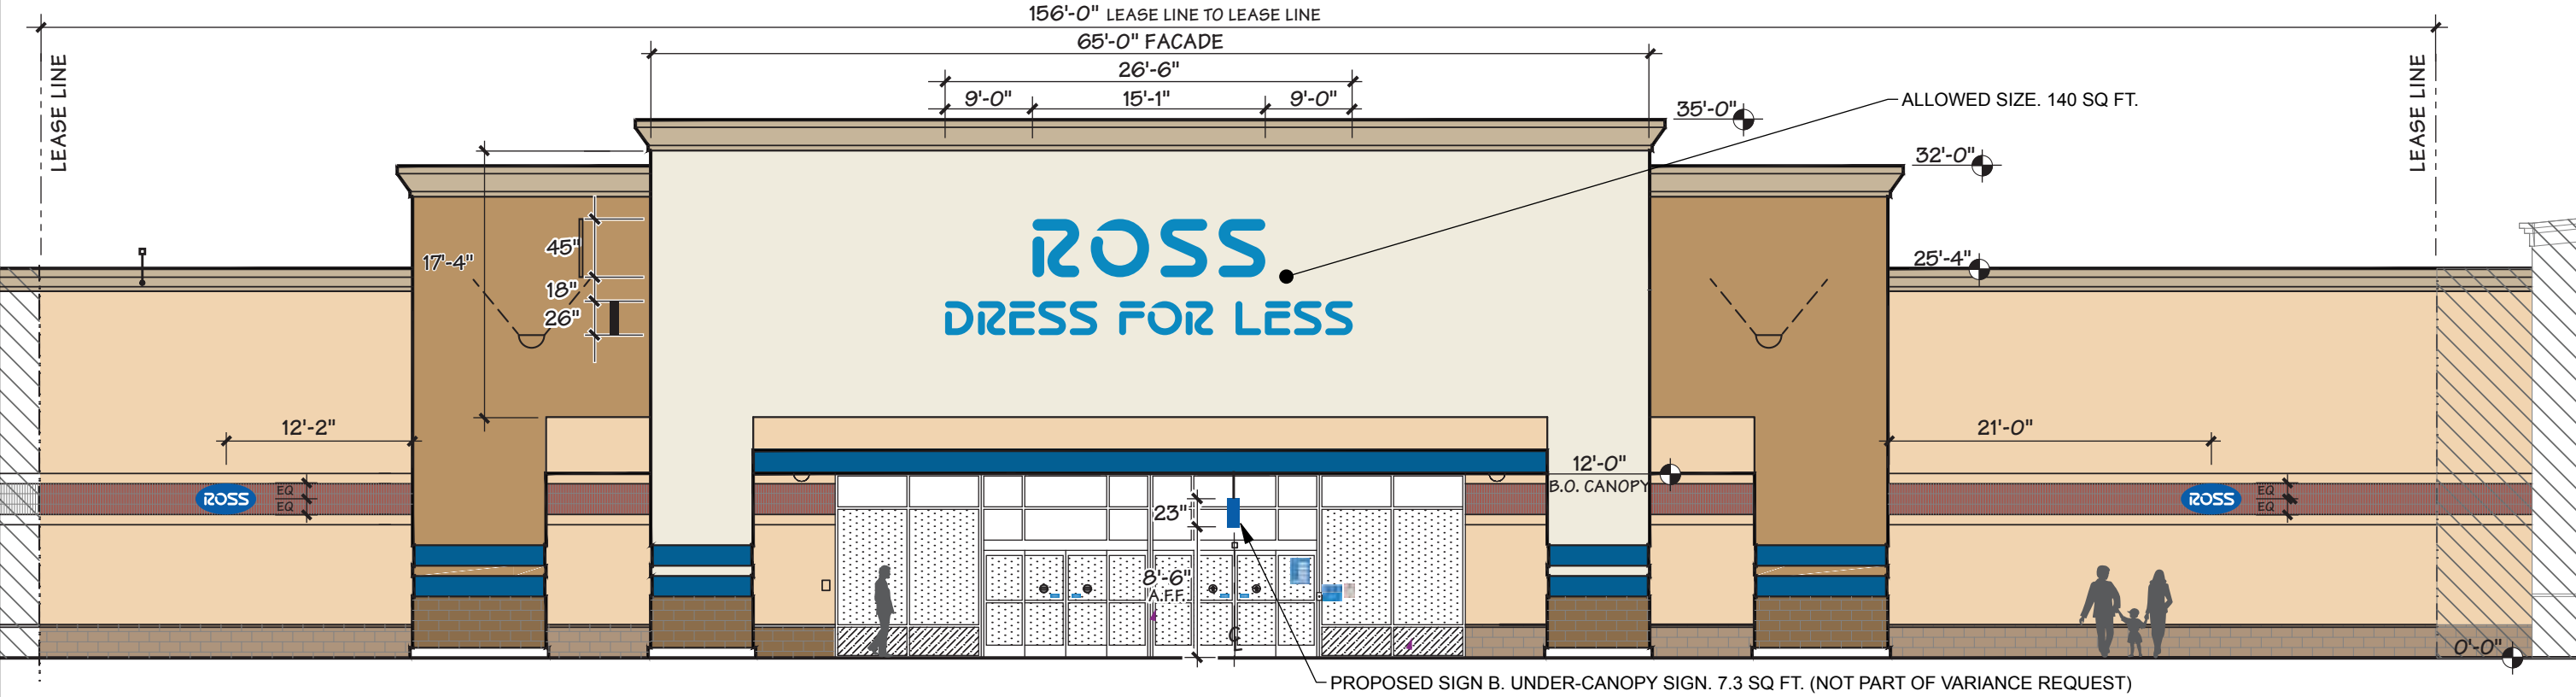 156'-0" LEASE LINE TO LEASE LINE
65'-0" FACADE
26'-6"
9'-0" 15'-1" 9'-0"
LEASE LINE
LEASE LINE
ALLOWED SIZE. 140 SQ FT.
35'-0"
32'-0"
25'-4"
17'-4"
45"
18"
26"
ROSS
DRESS FOR LESS
12'-2"
21'-0"
12'-0"
B.O. CANOPY
ROSS
EQ
EQ
23"
ROSS
EQ
EQ
8'-6"
A.F.F.
CL
0'-0"
PROPOSED SIGN B. UNDER-CANOPY SIGN. 7.3 SQ FT. (NOT PART OF VARIANCE REQUEST)